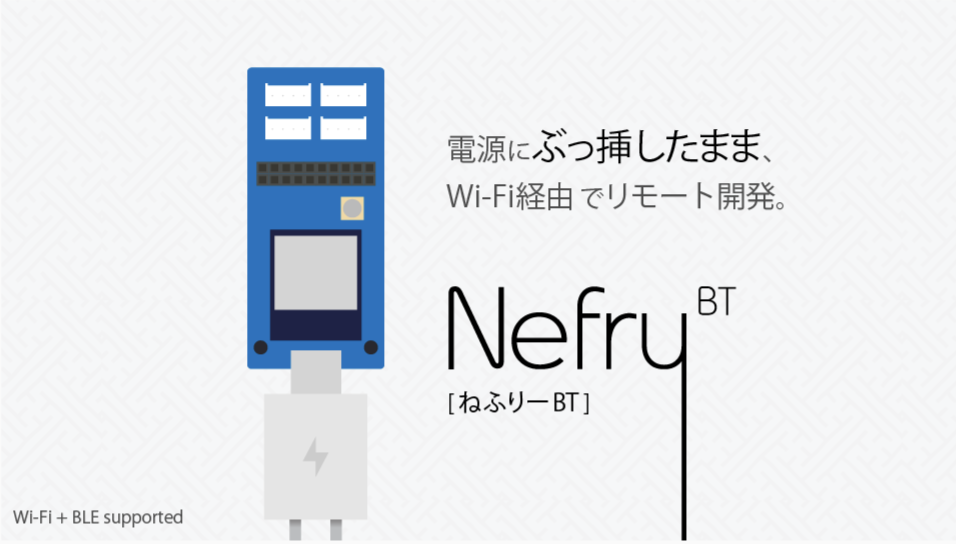 電源にぶっ挿したまま、
Wi-Fi経由でリモート開発。
Nefry BT
[ねふりーBT]
Wi-Fi + BLE supported